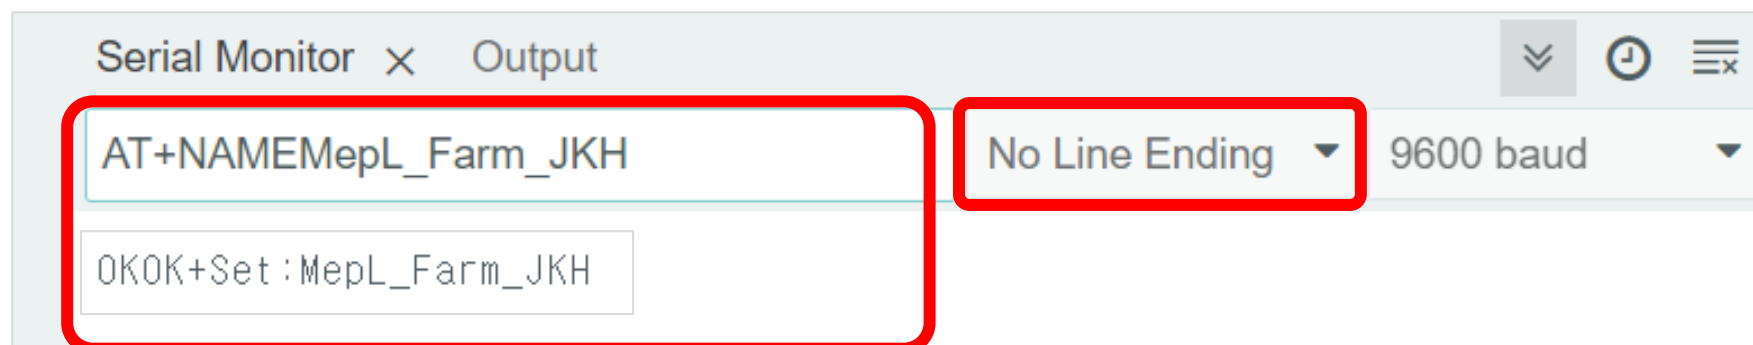 Serial Monitor Output
AT+NAMEMepL_Farm_JKH No Line Ending 9600 baud
OKOK+Set:MepL_Farm_JKH